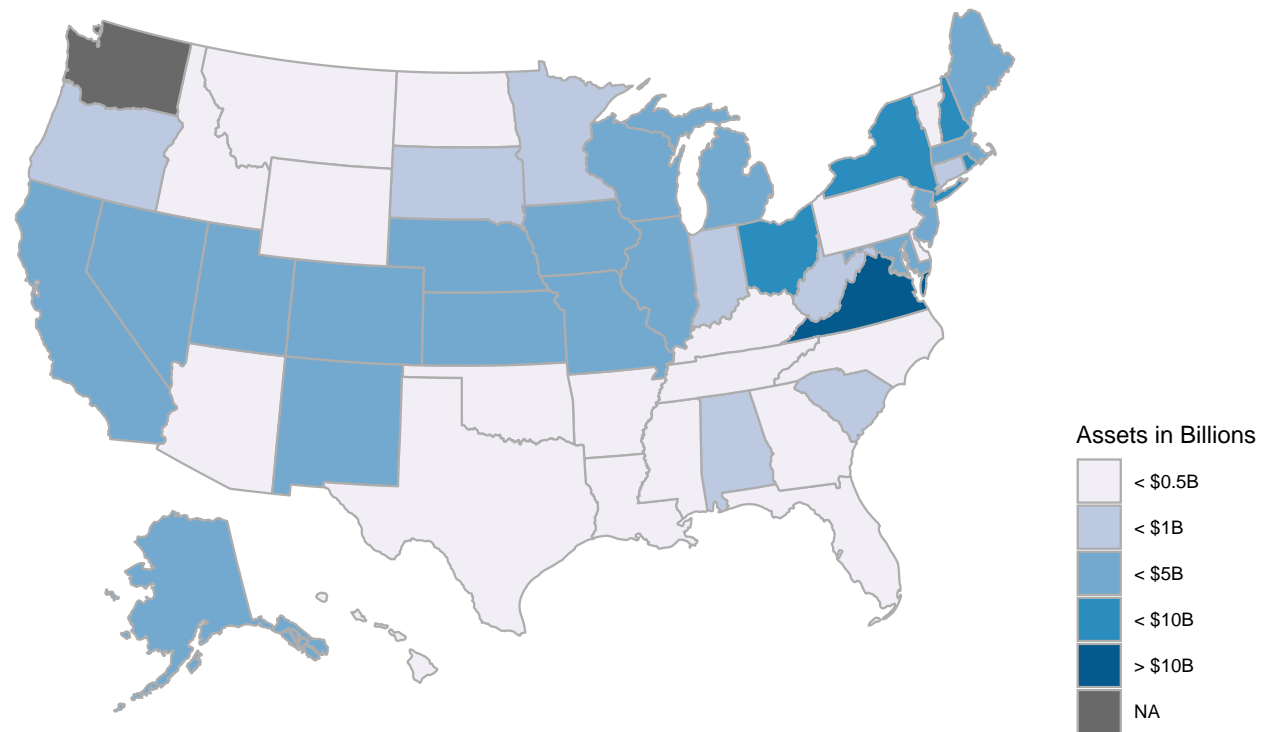 Assets in Billions
< $0.5B
< $1B
< $5B
< $10B
> $10B
NA